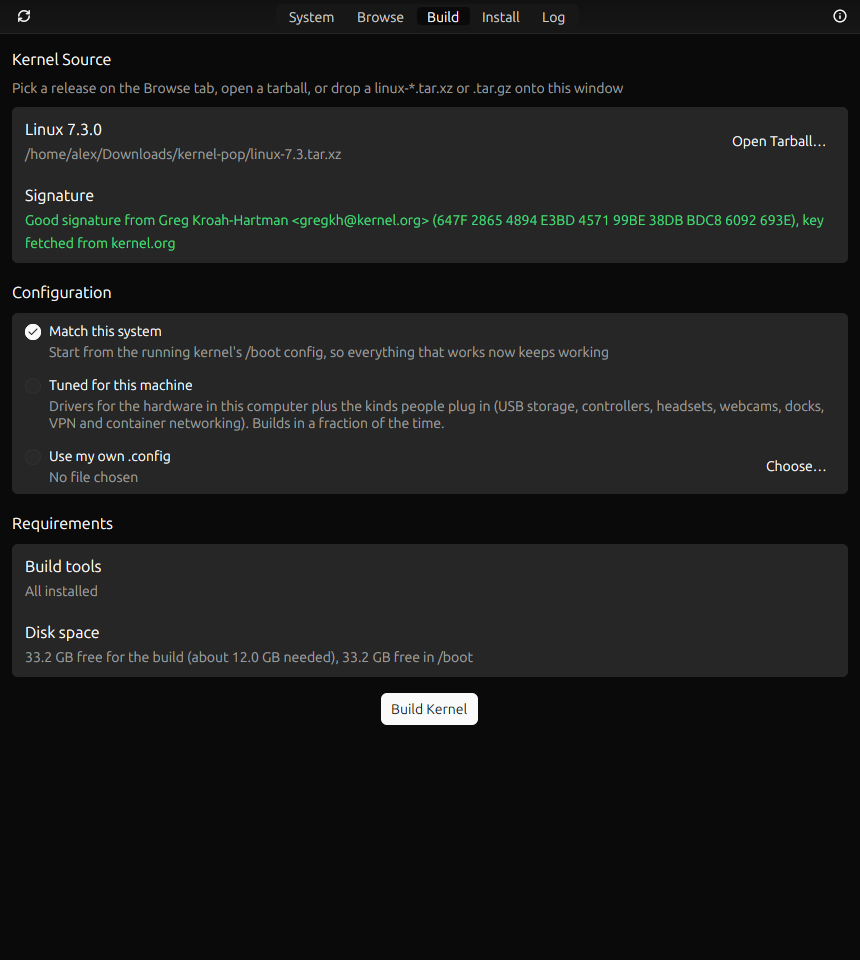 System Browse Build Install Log
Kernel Source
Pick a release on the Browse tab, open a tarball, or drop a linux-*.tar.xz or .tar.gz onto this window
Linux 7.3.0
/home/alex/Downloads/kernel-pop/linux-7.3.tar.xz
Open Tarball…
Signature
Good signature from Greg Kroah-Hartman <gregkh@kernel.org> (647F 2865 4894 E3BD 4571 99BE 38DB BDC8 6092 693E), key
fetched from kernel.org
Configuration
Match this system
Start from the running kernel's /boot config, so everything that works now keeps working
Tuned for this machine
Drivers for the hardware in this computer plus the kinds people plug in (USB storage, controllers, headsets, webcams, docks,
VPN and container networking). Builds in a fraction of the time.
Use my own .config
No file chosen
Choose…
Requirements
Build tools
All installed
Disk space
33.2 GB free for the build (about 12.0 GB needed), 33.2 GB free in /boot
Build Kernel